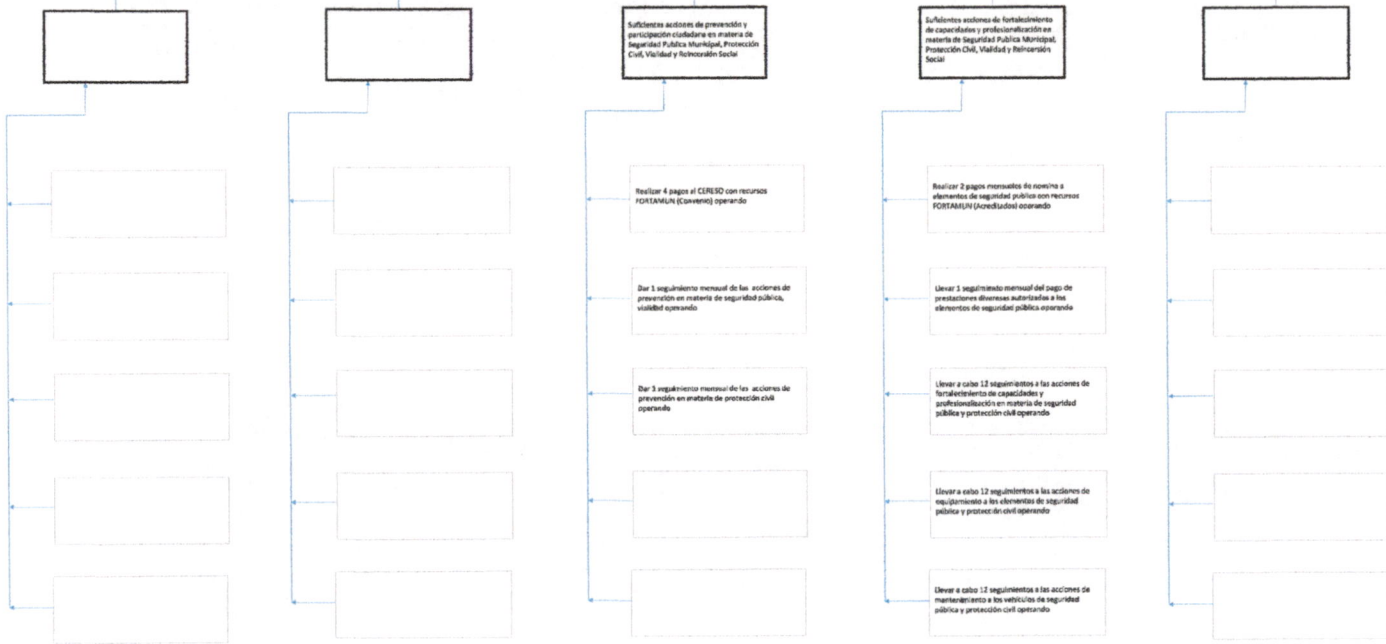 Suficientes acciones de prevención y
participación ciudadana en materia de
Seguridad Publica Municipal, Protección
Civil, Vialidad y Reincersión Social
Suficientes acciones de fortalecimiento
de capacidades y profesionalización en
materia de Seguridad Publica Municipal,
Protección Civil, Vialidad y Reincersión
Social
Realizar 4 pagos al CERESO con recursos
FORTAMUN (Convenio) operando
Realizar 2 pagos mensuales de nomina a
elementos de seguridad publica con recursos
FORTAMUN (Acreditados) operando
Dar 1 seguimiento mensual de las acciones de
prevención en materia de seguridad pública,
vialidad operando
Llevar 1 seguimiento mensual del pago de
prestaciones diversas autorizadas a los
elementos de seguridad pública operando
Dar 1 seguimiento mensual de las acciones de
prevención en materia de protección civil
operando
Llevar a cabo 12 seguimientos a las acciones de
fortalecimiento de capacidades y
profesionalización en materia de seguridad
pública y protección civil operando
Llevar a cabo 12 seguimientos a las acciones de
equipamiento a los elementos de seguridad
pública y protección civil operando
Llevar a cabo 12 seguimientos a las acciones de
mantenimiento a los vehículos de seguridad
pública y protección civil operando